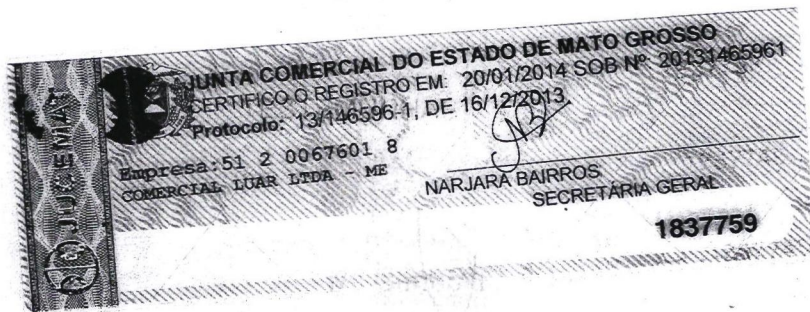 JUCEMAT
JUNTA COMERCIAL DO ESTADO DE MATO GROSSO
CERTIFICO O REGISTRO EM: 20/01/2014 SOB Nº 20131465961
Protocolo: 13/146596-1, DE 16/12/2013
Empresa:51 2 0067601 8
COMERCIAL LUAR LTDA - ME
NARJARA BAIRROS
SECRETÁRIA GERAL
1837759